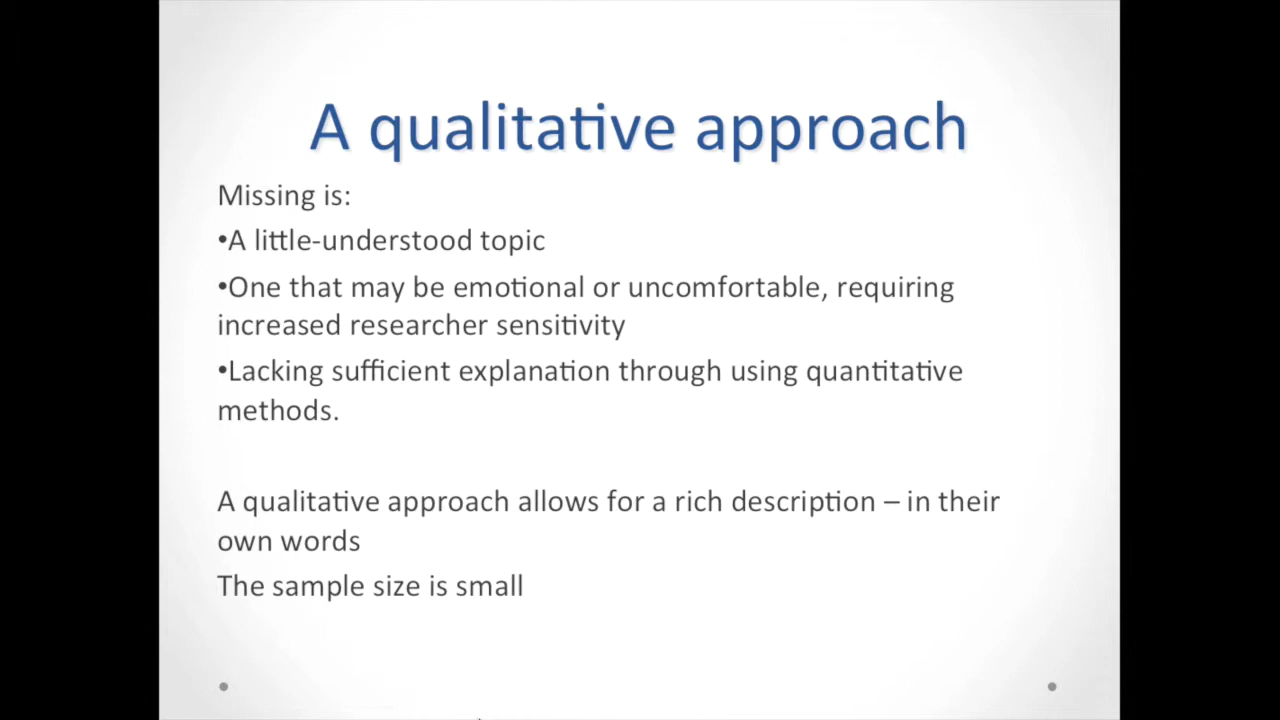 A qualitative approach
Missing is:
•A little-understood topic
•One that may be emotional or uncomfortable, requiring
increased researcher sensitivity
•Lacking sufficient explanation through using quantitative
methods.
A qualitative approach allows for a rich description – in their
own words
The sample size is small